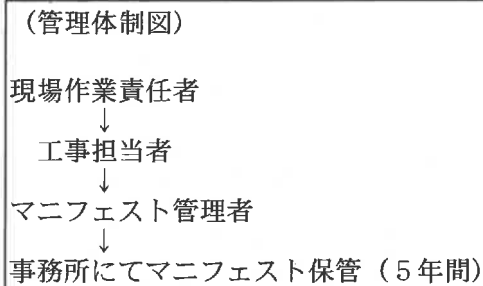 （管理体制図）
現場作業責任者
↓
工事担当者
↓
マニフェスト管理者
↓
事務所にてマニフェスト保管（５年間）